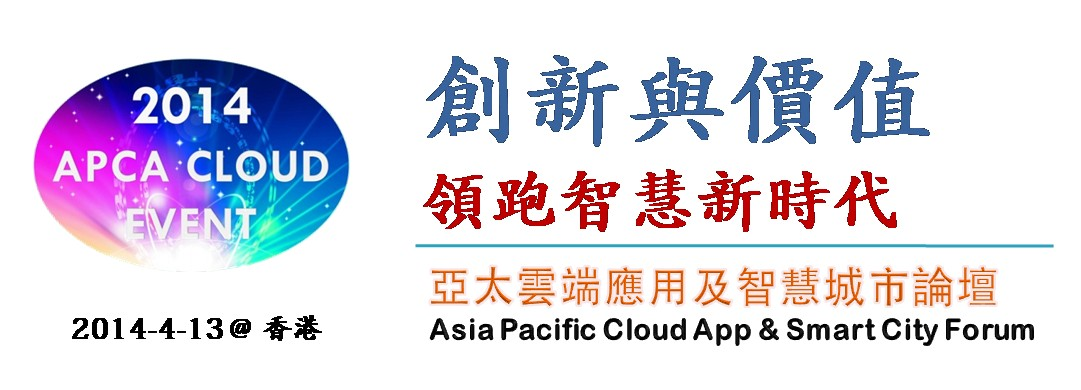 2014
APCA CLOUD
EVENT
2014-4-13@ 香港
創新與價值
領跑智慧新時代
亞太雲端應用及智慧城市論壇
Asia Pacific Cloud App & Smart City Forum